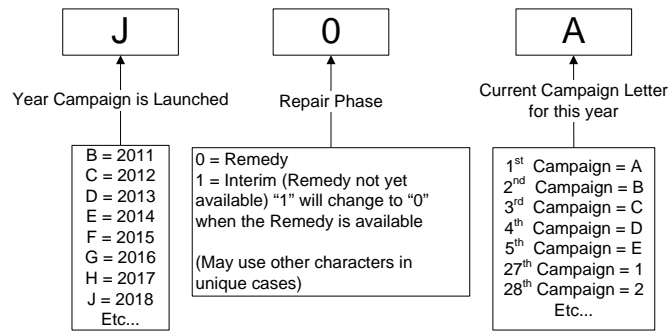 J 0 A
Year Campaign is Launched
Repair Phase
Current Campaign Letter
for this year
B = 2011
C = 2012
D = 2013
E = 2014
F = 2015
G = 2016
H = 2017
J = 2018
Etc...
0 = Remedy
1 = Interim (Remedy not yet
available) “1” will change to “0”
when the Remedy is available
(May use other characters in
unique cases)
1st Campaign = A
2nd Campaign = B
3rd Campaign = C
4th Campaign = D
5th Campaign = E
27th Campaign = 1
28th Campaign = 2
Etc...